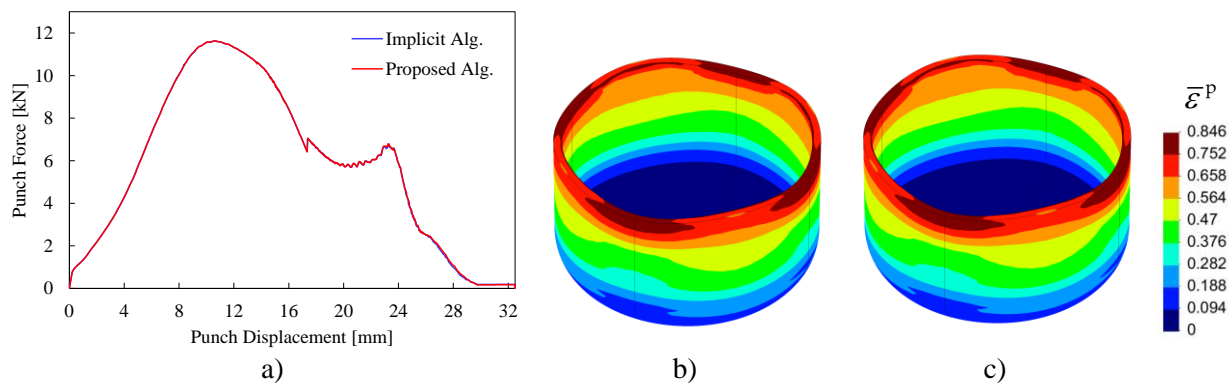 12
10
8
6
4
2
0
Punch Force [kN]
0 4 8 12 16 20 24 28 32
Punch Displacement [mm]
Implicit Alg.
Proposed Alg.
a)
b)
c)
ε̅ᵖ
0.846
0.752
0.658
0.564
0.47
0.376
0.282
0.188
0.094
0